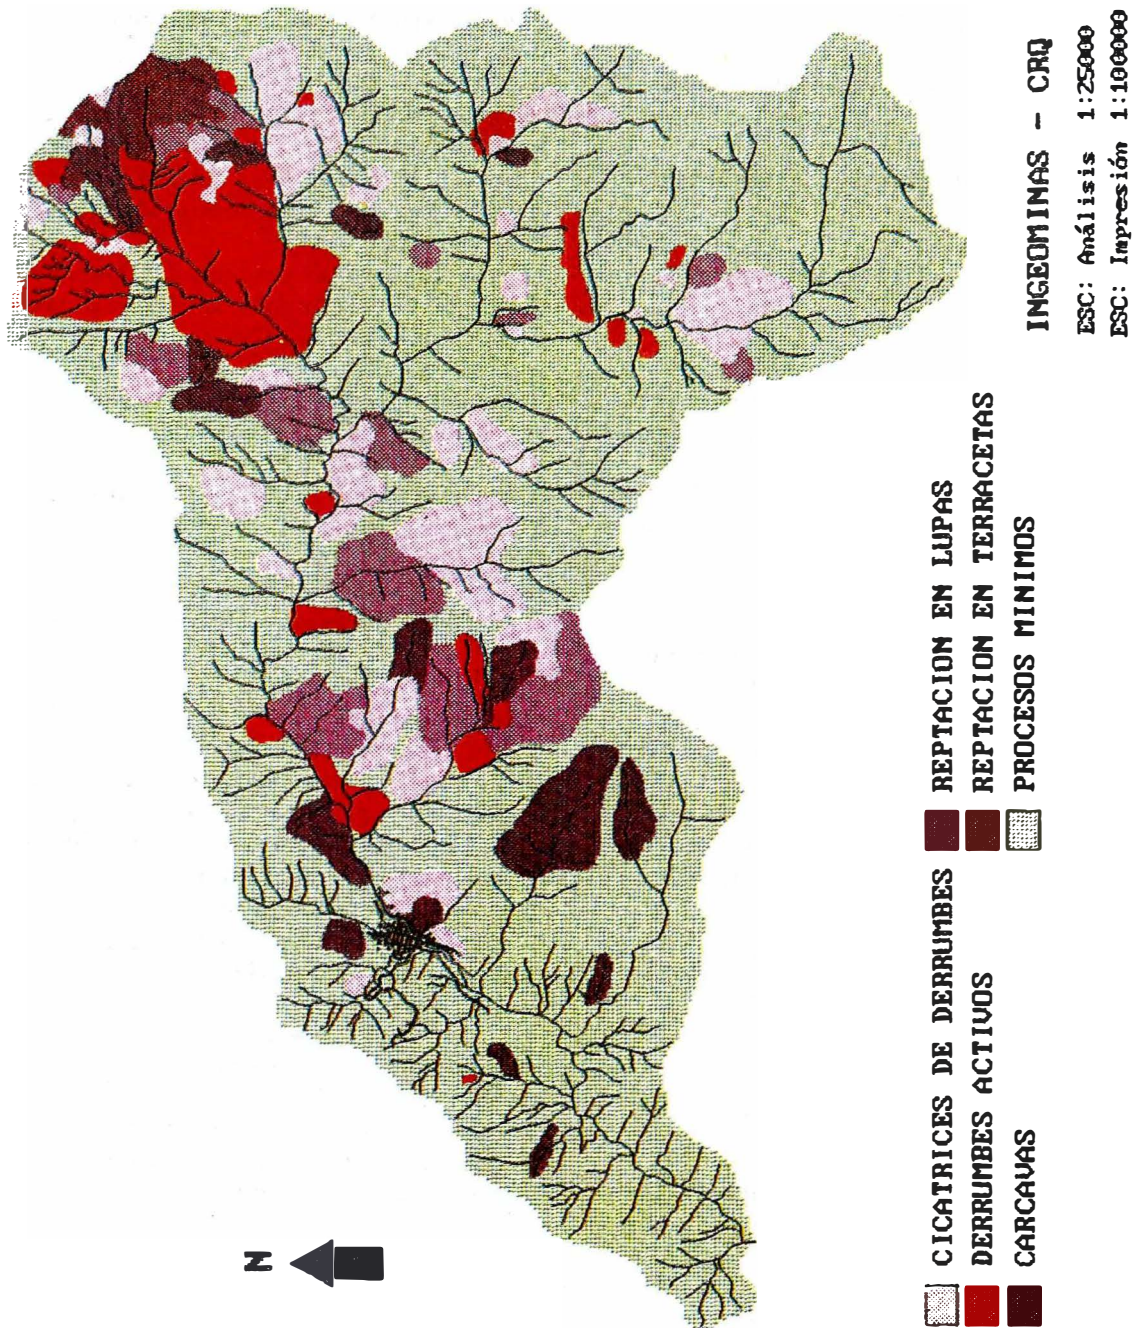 INGEOMINAS - CRQ
ESC: Análisis 1:25000
ESC: Impresión 1:100000
N
CICATRICES DE DERRUMBES
DERRUMBES ACTIVOS
CARCAVAS
REPTACION EN LUPAS
REPTACION EN TERRACETAS
PROCESOS MINIMOS